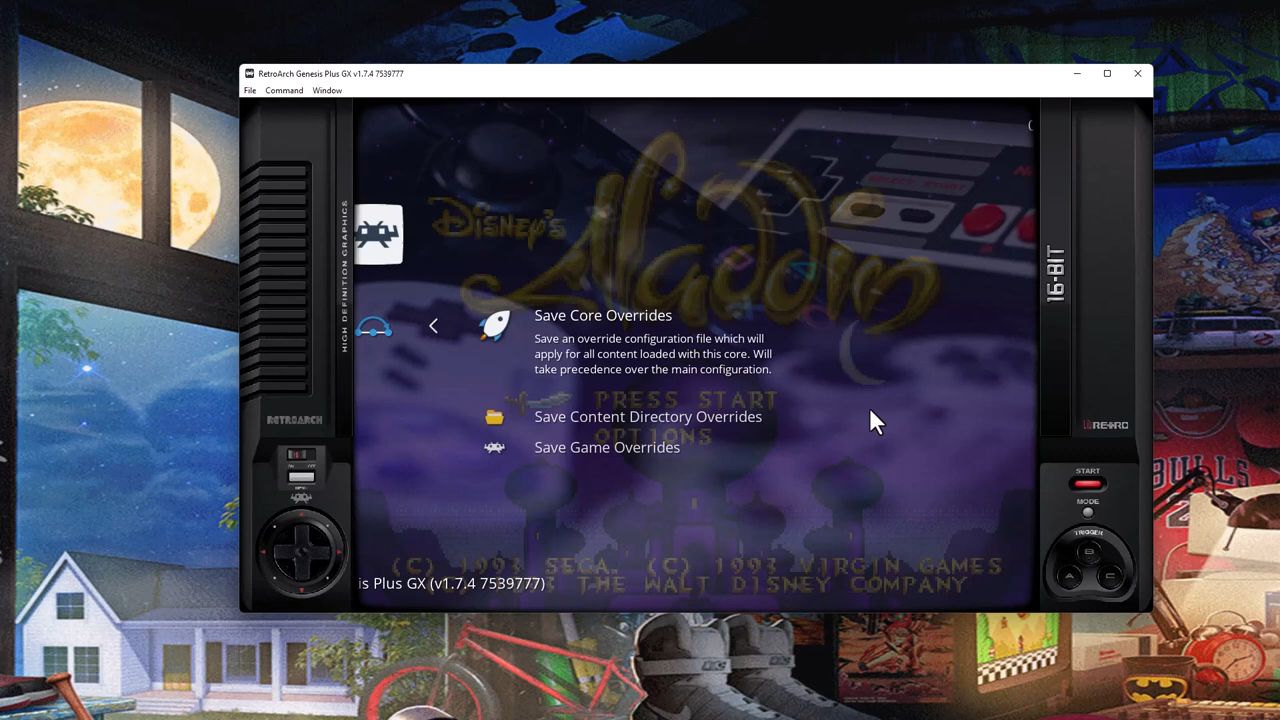 RetroArch Genesis Plus GX v1.7.4 7539777
File Command Window
HIGH DEFINITION GRAPHICS
16-BIT
Disney's
Aladdin
Save Core Overrides
Save an override configuration file which will
apply for all content loaded with this core. Will
take precedence over the main configuration.
PRESS START
Save Content Directory Overrides
OPTIONS
Save Game Overrides
RETROARCH
ON OFF
RETRO
START
MODE
TRIGGER
B
A C
(C) 1993 SEGA. (C) 1993 VIRGIN GAMES
is Plus GX (v1.7.4 7539777)
THE WALT DISNEY COMPANY
BULLS